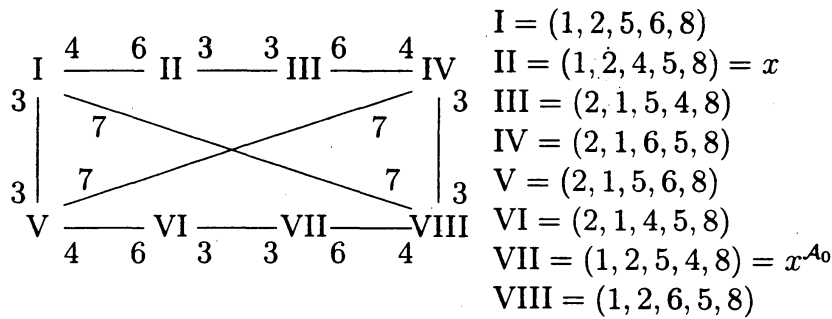 4 6 3 3 6 4
I II III IV
3 3
7 7
7 7
3 3
V VI VII VIII
4 6 3 3 6 4
I = (1, 2, 5, 6, 8)
II = (1, 2, 4, 5, 8) = x
III = (2, 1, 5, 4, 8)
IV = (2, 1, 6, 5, 8)
V = (2, 1, 5, 6, 8)
VI = (2, 1, 4, 5, 8)
VII = (1, 2, 5, 4, 8) = x^{𝒜₀}
VIII = (1, 2, 6, 5, 8)